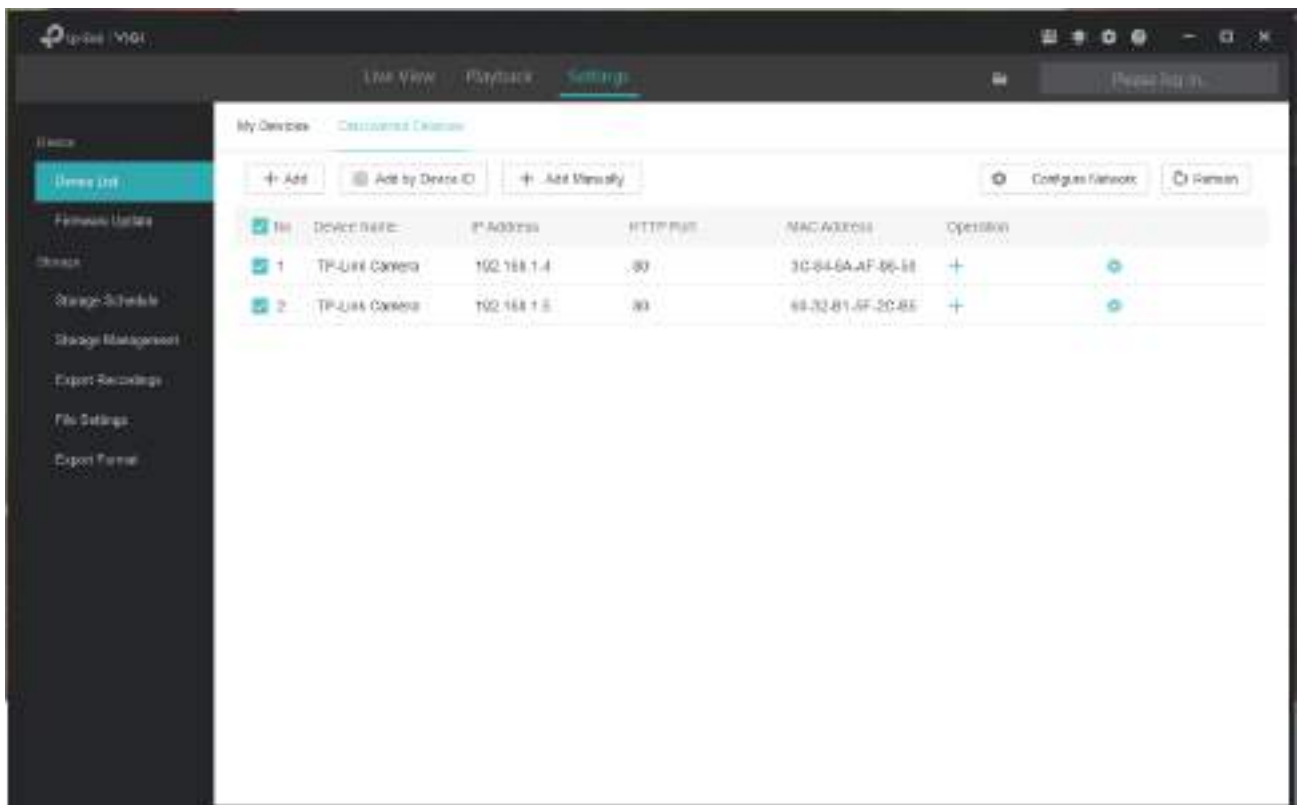 tp-link | VIGI
Live View Playback Settings Please log in...
My Devices Discovered Devices
Device
Device List
+ Add Add by Device ID + Add Manually Configure Network Refresh
Firmware Update
No Device Name IP Address HTTP Port MAC Address Operation
1 TP-Link Camera 192.168.1.4 80
2 TP-Link Camera 192.168.1.5 80
Storage
Storage Schedule
Storage Management
Export Recordings
File Settings
Export Format